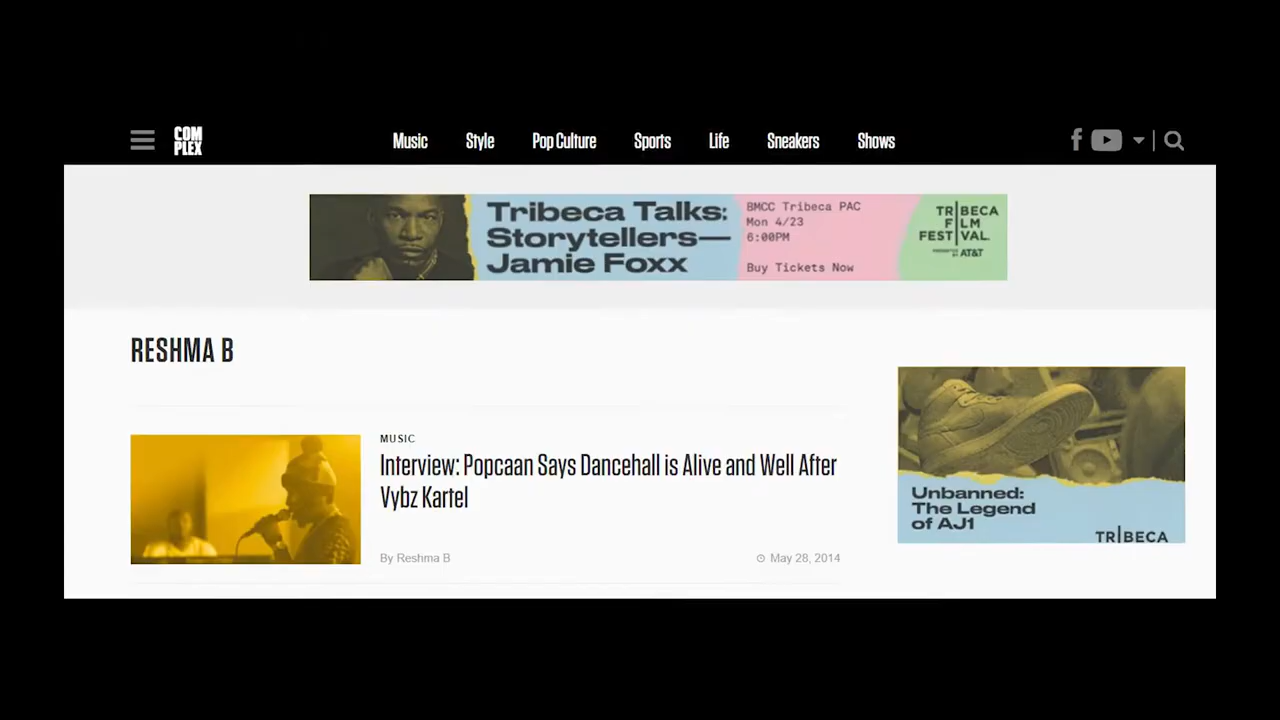 COM
PLEX
Music Style Pop Culture Sports Life Sneakers Shows
Tribeca Talks:
Storytellers—
Jamie Foxx
BMCC Tribeca PAC
Mon 4/23
6:00PM
Buy Tickets Now
TRIBECA
FILM
FESTIVAL
PRESENTED BY AT&T
RESHMA B
MUSIC
Interview: Popcaan Says Dancehall is Alive and Well After
Vybz Kartel
By Reshma B
May 28, 2014
Unbanned:
The Legend
of AJ1
TRIBECA